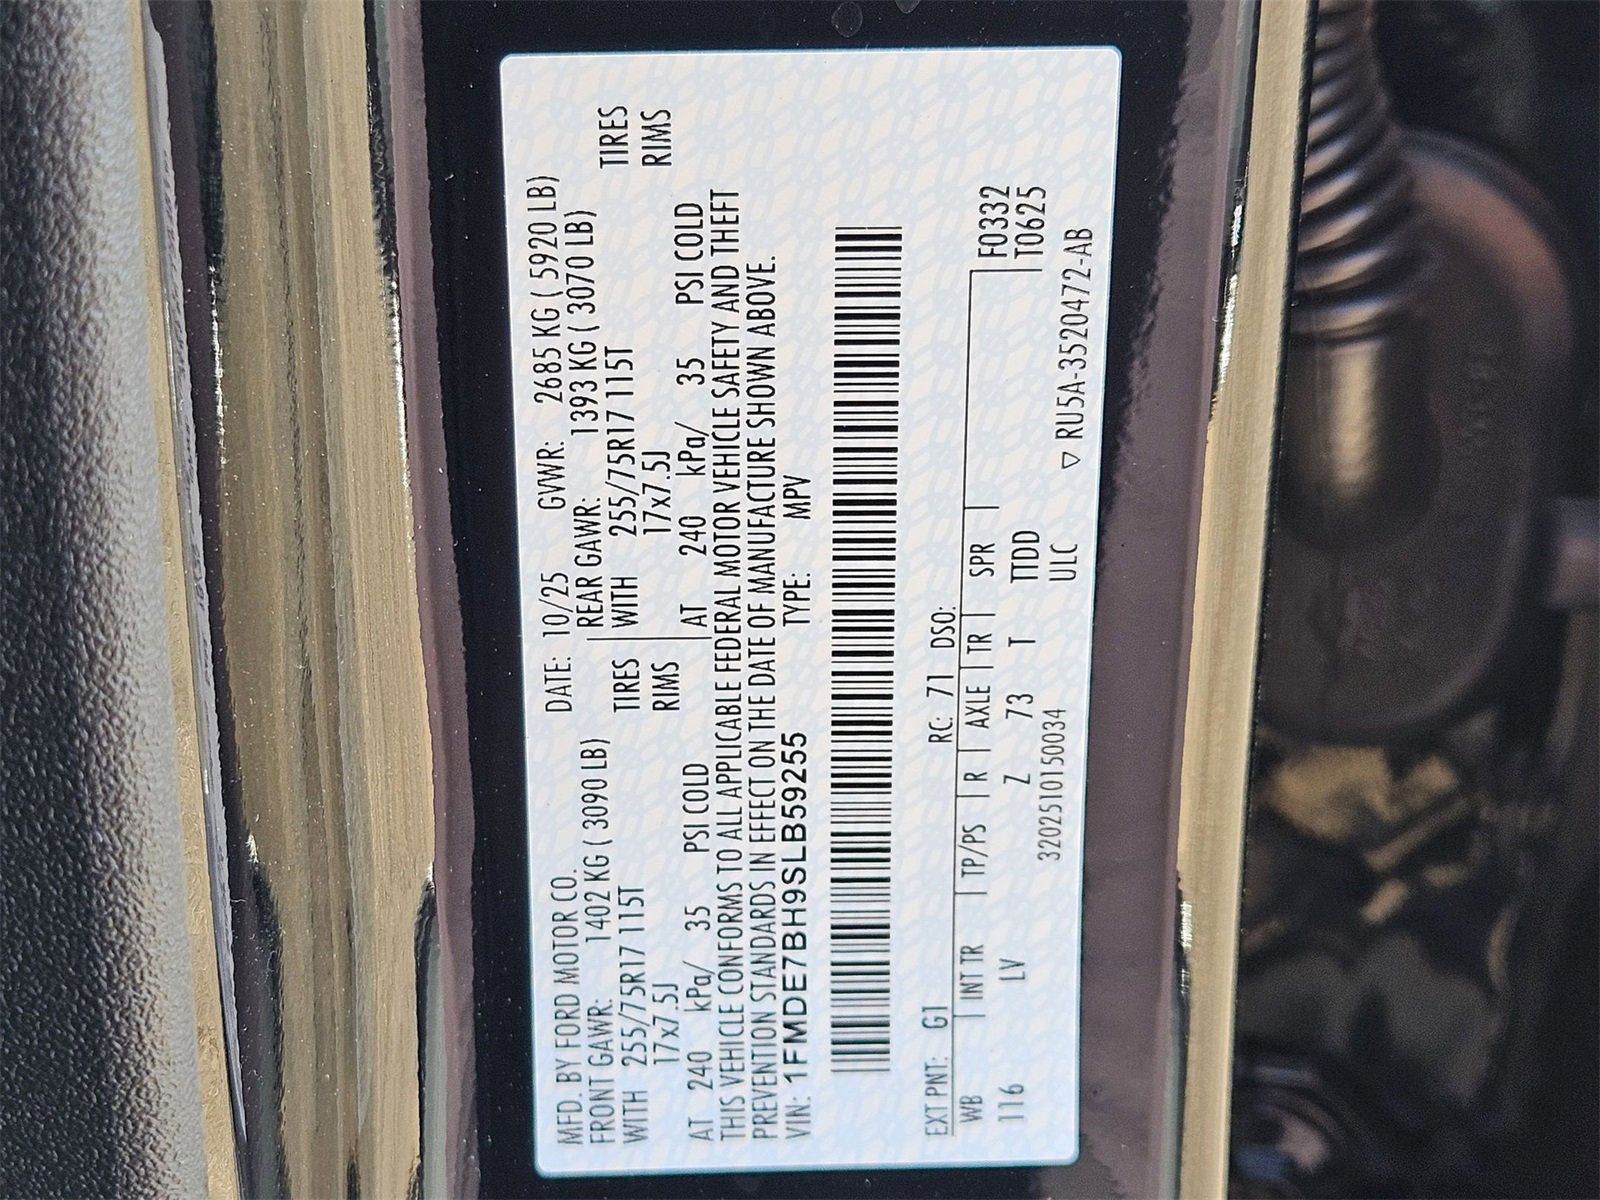 MFD. BY FORD MOTOR CO. DATE: 10/25 GVWR: 2685 KG ( 5920 LB)
FRONT GAWR: 1402 KG ( 3090 LB) REAR GAWR: 1393 KG ( 3070 LB)
WITH 255/75R17 115T TIRES WITH 255/75R17 115T TIRES
17x7.5J RIMS 17x7.5J RIMS
AT 240 kPa/ 35 PSI COLD AT 240 kPa/ 35 PSI COLD
THIS VEHICLE CONFORMS TO ALL APPLICABLE FEDERAL MOTOR VEHICLE SAFETY AND THEFT
PREVENTION STANDARDS IN EFFECT ON THE DATE OF MANUFACTURE SHOWN ABOVE.
VIN: 1FMDE7BH9SLB59255 TYPE: MPV
EXT PNT: G1 RC: 71 DSO:
WB INT TR TP/PS R AXLE TR SPR F0332
116 LV Z 73 T TTDD T0625
3202510150034 ULC ▽ RU5A-3520472-AB